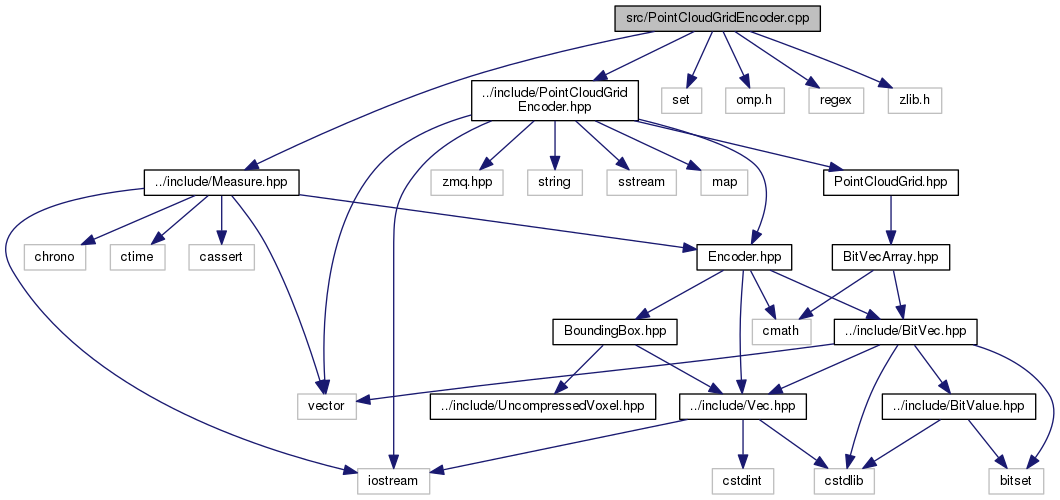 src/PointCloudGridEncoder.cpp
../include/PointCloudGrid
Encoder.hpp
set
omp.h
regex
zlib.h
../include/Measure.hpp
zmq.hpp
string
sstream
map
PointCloudGrid.hpp
chrono
ctime
cassert
Encoder.hpp
BitVecArray.hpp
BoundingBox.hpp
cmath
../include/BitVec.hpp
vector
../include/UncompressedVoxel.hpp
../include/Vec.hpp
../include/BitValue.hpp
iostream
cstdint
cstdlib
bitset